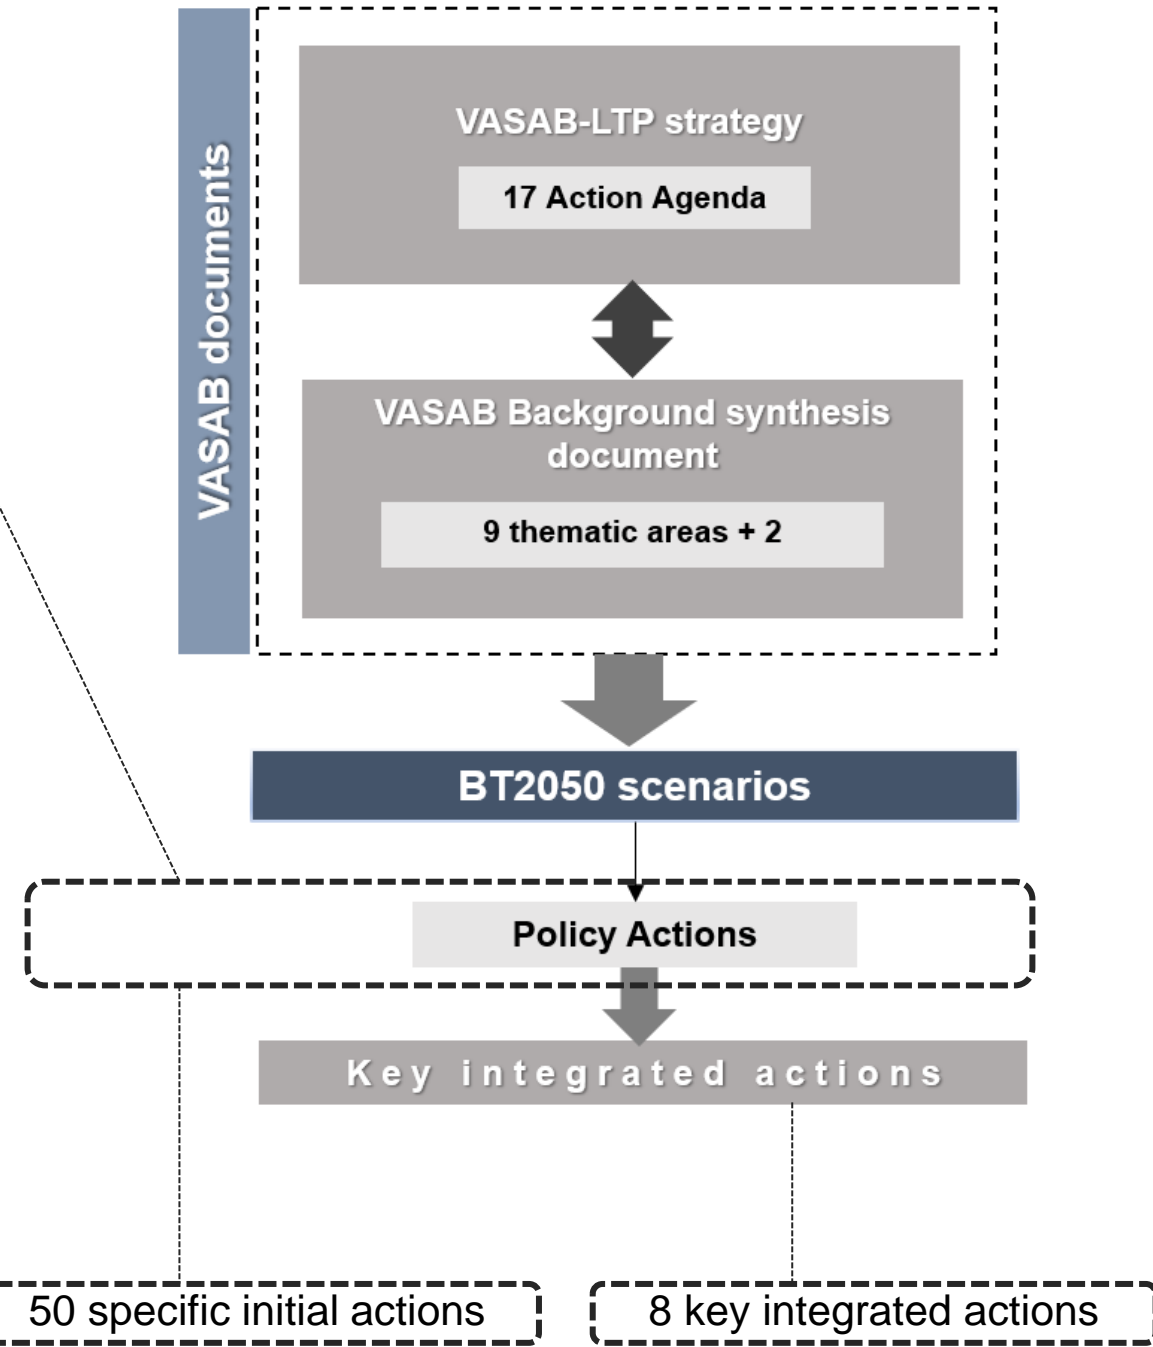 VASAB documents
VASAB-LTP strategy
17 Action Agenda
VASAB Background synthesis
document
9 thematic areas + 2
BT2050 scenarios
Policy Actions
Key integrated actions
50 specific initial actions
8 key integrated actions